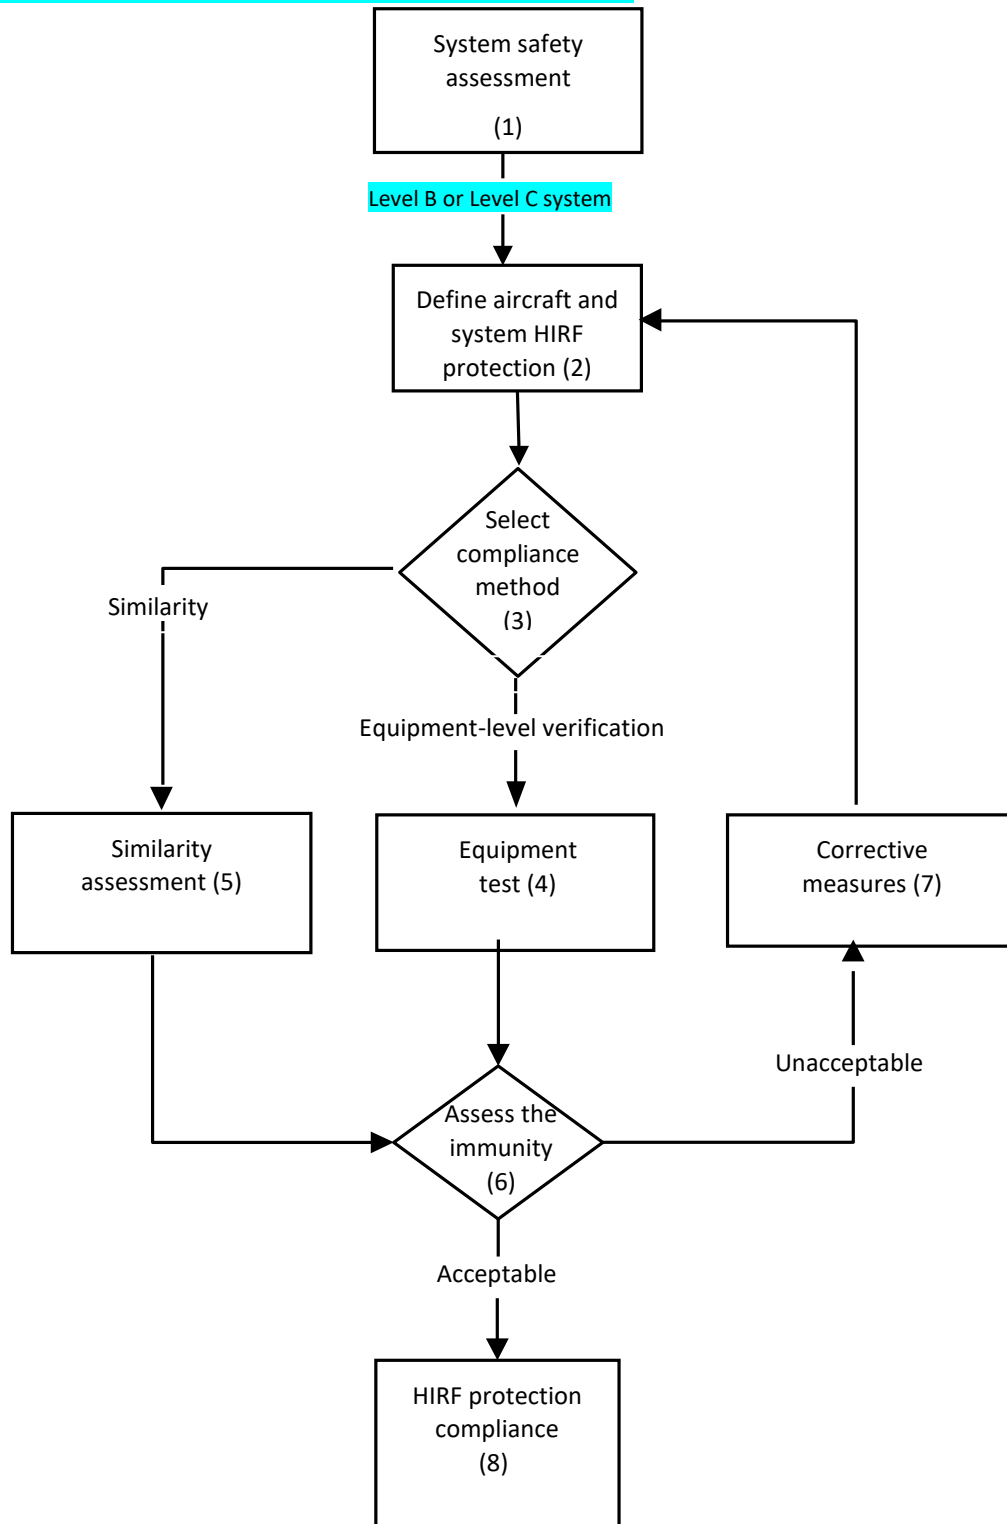 System safety
assessment
(1)
Level B or Level C system
Define aircraft and
system HIRF
protection (2)
Select
compliance
method
(3)
Similarity
Equipment-level verification
Similarity
assessment (5)
Equipment
test (4)
Corrective
measures (7)
Unacceptable
Assess the
immunity
(6)
Acceptable
HIRF protection
compliance
(8)